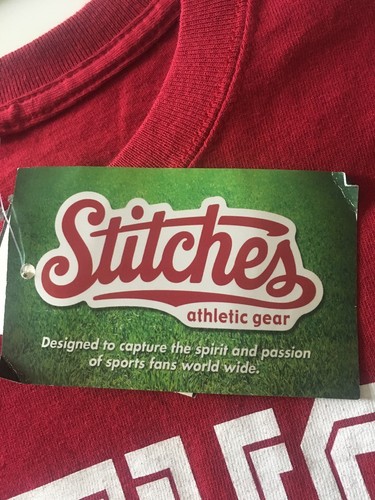 Stitches
athletic gear
Designed to capture the spirit and passion
of sports fans world wide.